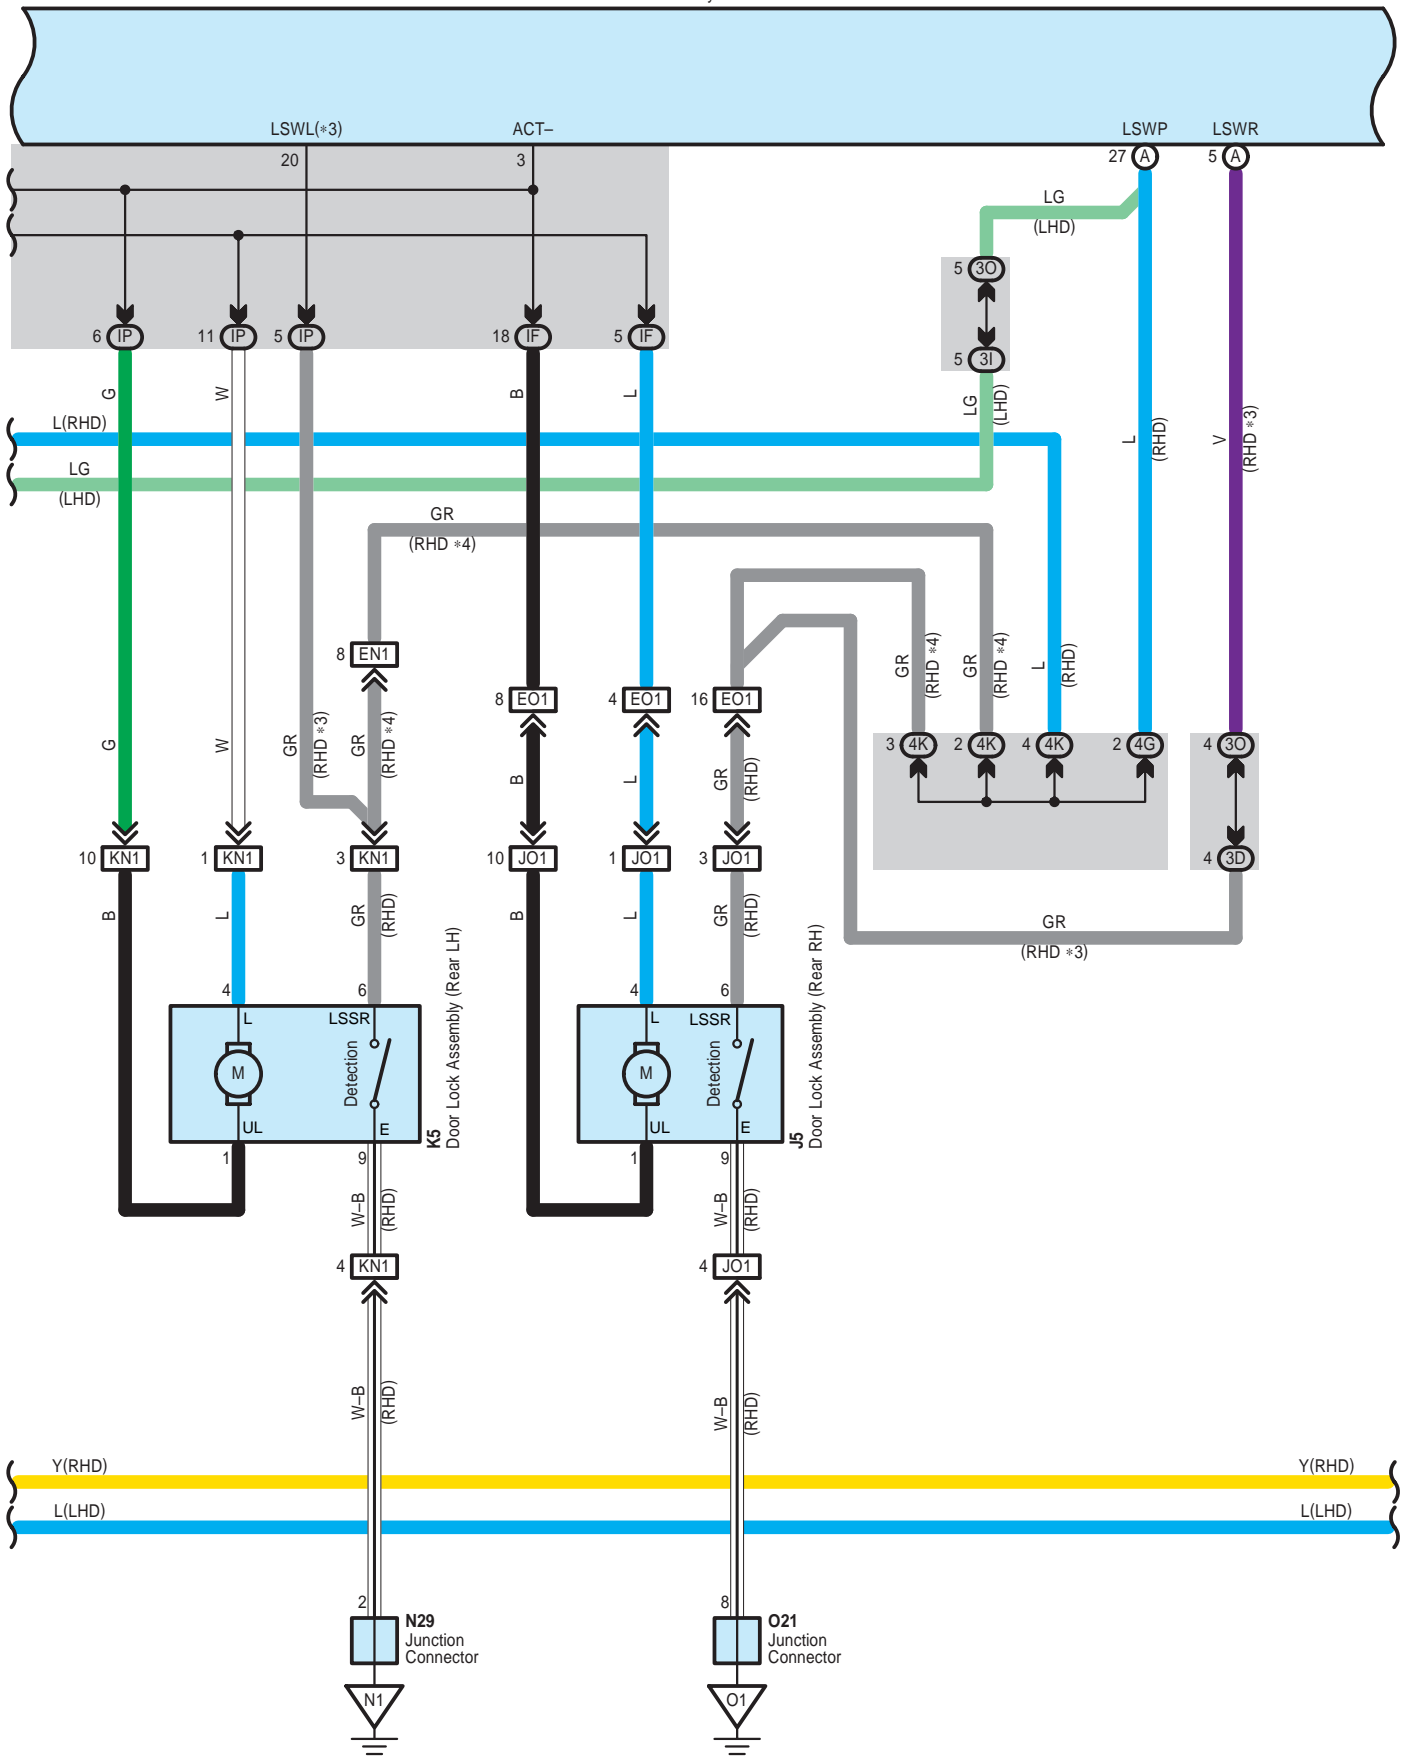 LSWL(∗3) ACT– LSWP LSWR
20 3 27 A 5 A
LG
(LHD)
5 3O
6 IP 11 IP 5 IP 18 IF 5 IF
5 3I
G W B L LG (LHD)
L(RHD)
L (RHD) V (RHD ∗3)
LG
(LHD)
GR
(RHD ∗4)
8 EN1
GR (RHD ∗4) GR (RHD ∗4) L (RHD)
8 EO1 4 EO1 16 EO1
G W GR (RHD ∗3) GR (RHD ∗4)
3 4K 2 4K 4 4K 2 4G 4 3O
B L GR (RHD)
10 KN1 1 KN1 3 KN1 10 JO1 1 JO1 3 JO1 4 3D
B L GR (RHD) B L GR (RHD)
GR
(RHD ∗3)
4 6 4 6
L LSSR L LSSR
M Detection M Detection
UL E UL E
K5
Door Lock Assembly (Rear LH)
J5
Door Lock Assembly (Rear RH)
1 9 1 9
W–B (RHD) W–B (RHD)
4 KN1 4 JO1
W–B (RHD) W–B (RHD)
Y(RHD) Y(RHD)
L(LHD) L(LHD)
2 8
N29
Junction
Connector
O21
Junction
Connector
N1 O1